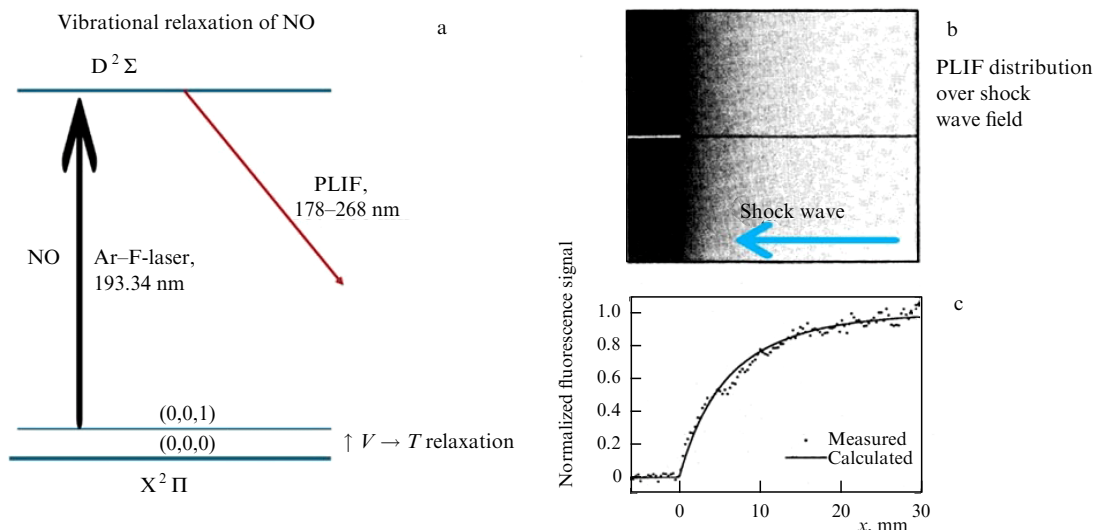 Vibrational relaxation of NO
a
D ² Σ
PLIF,
178–268 nm
NO
Ar–F-laser,
193.34 nm
(0,0,1)
(0,0,0)
↑ V → T relaxation
X ² Π
b
PLIF distribution
over shock
wave field
Shock wave
c
Normalized fluorescence signal
1.0
0.8
0.6
0.4
0.2
0
Measured
Calculated
0 10 20 30
x, mm